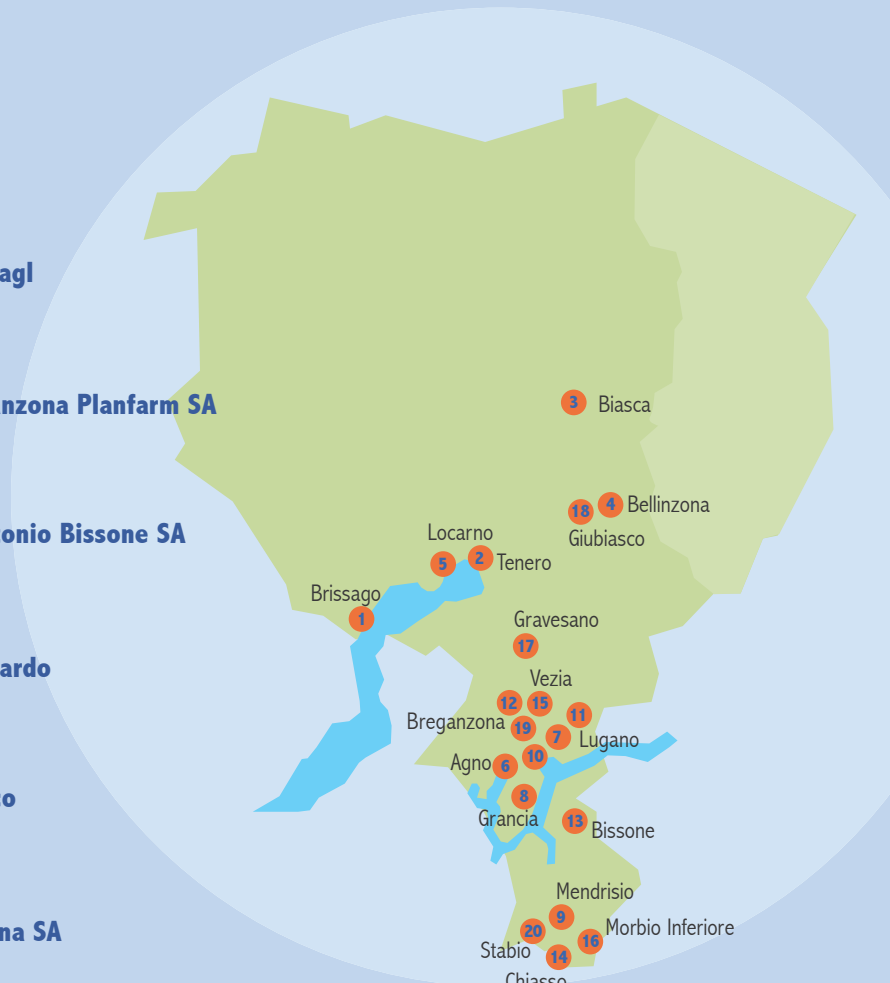 agl
nzona Planfarm SA
onio Bissone SA
ardo
o
na SA
3 Biasca
18 4 Bellinzona
Giubiasco
Locarno
5 2 Tenero
Brissago
1
Gravesano
17
Vezia
12 15
11
Breganzona 19
7 Lugano
10
Agno 6
8
Grancia
13 Bissone
Mendrisio
9
20
Morbio Inferiore
16
Stabio
14
Chiasso